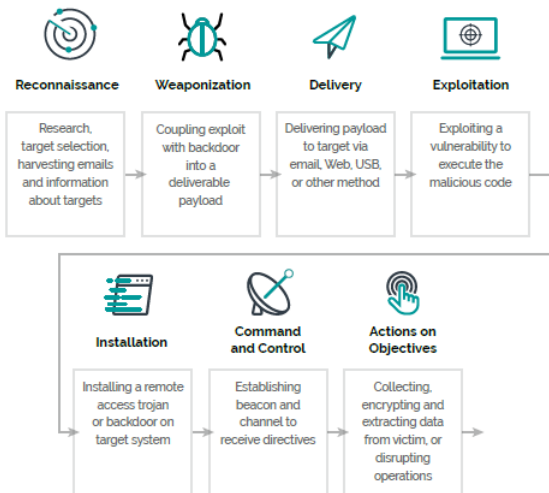 Reconnaissance
Weaponization
Delivery
Exploitation
Research,
target selection,
harvesting emails
and information
about targets
Coupling exploit
with backdoor
into a
deliverable
payload
Delivering payload
to target via
email, Web, USB,
or other method
Exploiting a
vulnerability to
execute the
malicious code
Installation
Command
and Control
Actions on
Objectives
Installing a remote
access trojan
or backdoor on
target system
Establishing
beacon and
channel to
receive directives
Collecting,
encrypting and
extracting data
from victim, or
disrupting
operations